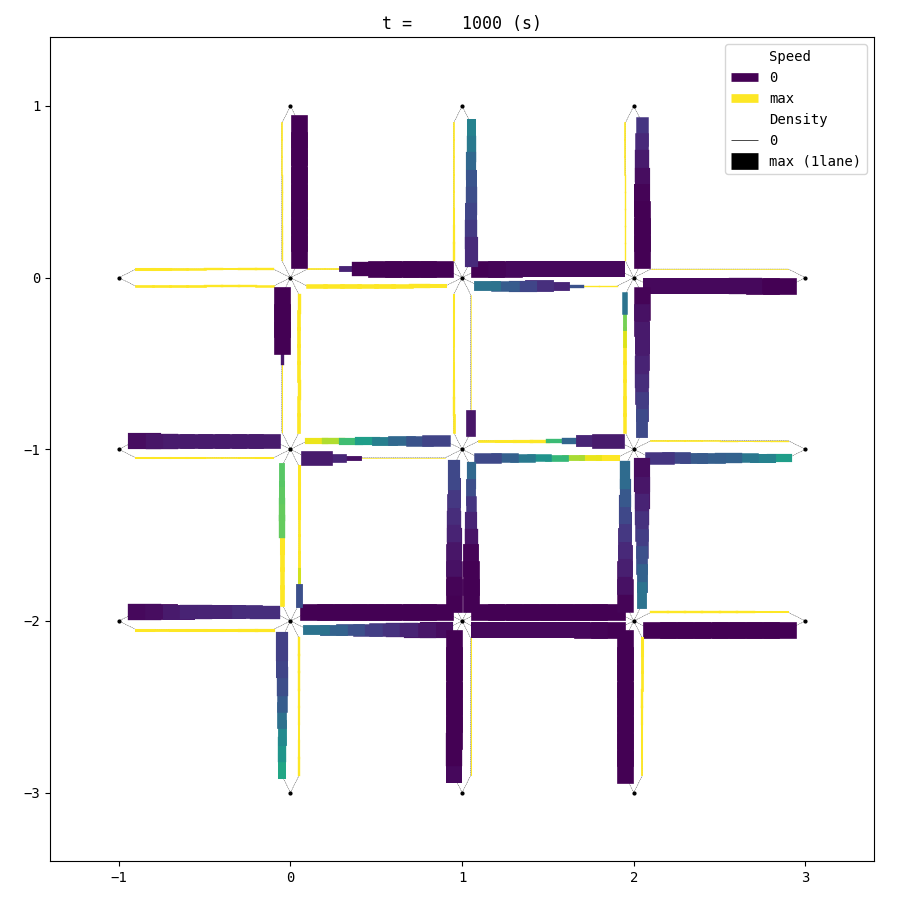 t =      1000 (s)
Speed
0
max
Density
0
max (1lane)
1
0
−1
−2
−3
−1 0 1 2 3